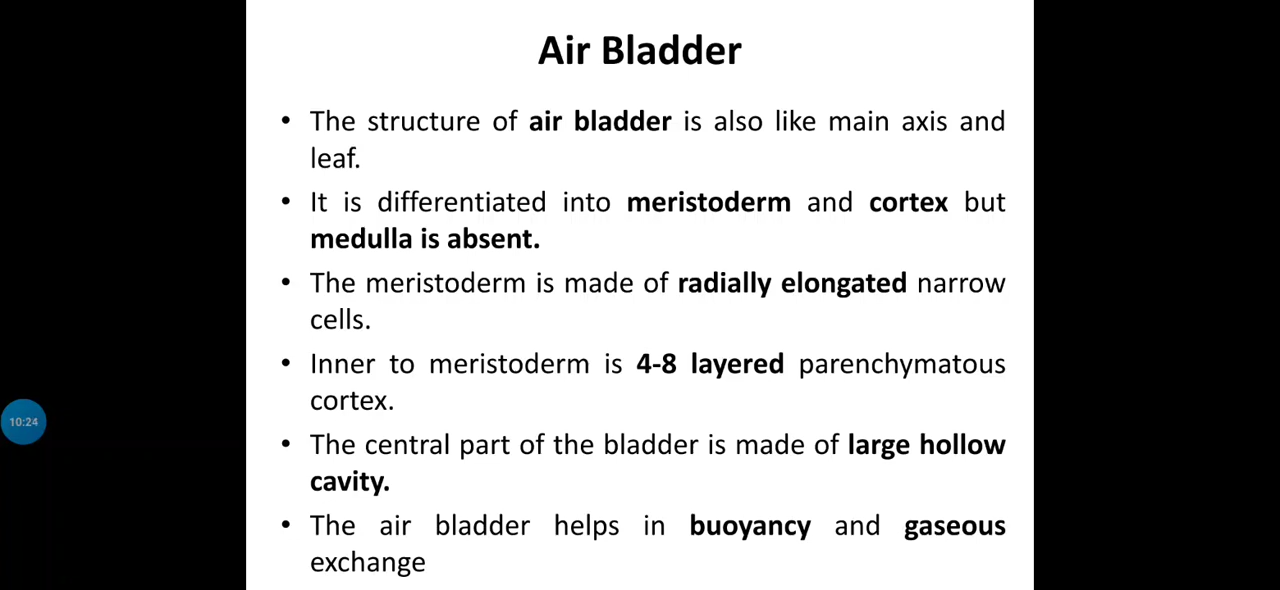 Air Bladder
• The structure of air bladder is also like main axis and
leaf.
• It is differentiated into meristoderm and cortex but
medulla is absent.
• The meristoderm is made of radially elongated narrow
cells.
• Inner to meristoderm is 4-8 layered parenchymatous
cortex.
10:24
• The central part of the bladder is made of large hollow
cavity.
• The air bladder helps in buoyancy and gaseous
exchange